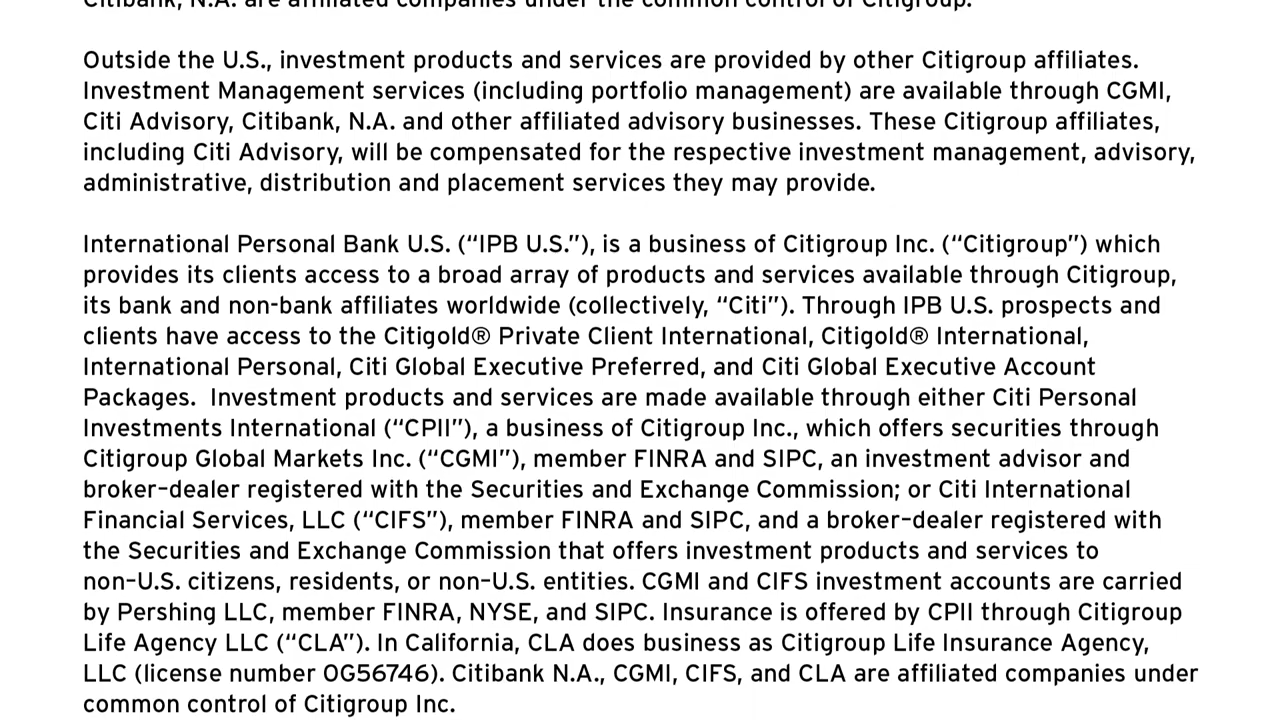 Citibank, N.A. are affiliated companies under the common control of Citigroup.
Outside the U.S., investment products and services are provided by other Citigroup affiliates.
Investment Management services (including portfolio management) are available through CGMI,
Citi Advisory, Citibank, N.A. and other affiliated advisory businesses. These Citigroup affiliates,
including Citi Advisory, will be compensated for the respective investment management, advisory,
administrative, distribution and placement services they may provide.
International Personal Bank U.S. (“IPB U.S.”), is a business of Citigroup Inc. (“Citigroup”) which
provides its clients access to a broad array of products and services available through Citigroup,
its bank and non-bank affiliates worldwide (collectively, “Citi”). Through IPB U.S. prospects and
clients have access to the Citigold® Private Client International, Citigold® International,
International Personal, Citi Global Executive Preferred, and Citi Global Executive Account
Packages.  Investment products and services are made available through either Citi Personal
Investments International (“CPII”), a business of Citigroup Inc., which offers securities through
Citigroup Global Markets Inc. (“CGMI”), member FINRA and SIPC, an investment advisor and
broker–dealer registered with the Securities and Exchange Commission; or Citi International
Financial Services, LLC (“CIFS”), member FINRA and SIPC, and a broker–dealer registered with
the Securities and Exchange Commission that offers investment products and services to
non–U.S. citizens, residents, or non–U.S. entities. CGMI and CIFS investment accounts are carried
by Pershing LLC, member FINRA, NYSE, and SIPC. Insurance is offered by CPII through Citigroup
Life Agency LLC (“CLA”). In California, CLA does business as Citigroup Life Insurance Agency,
LLC (license number OG56746). Citibank N.A., CGMI, CIFS, and CLA are affiliated companies under
common control of Citigroup Inc.